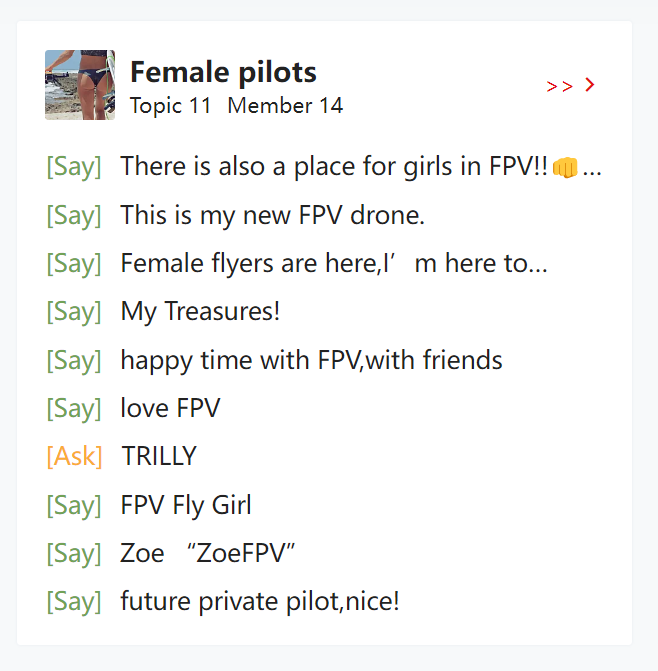 Female pilots
Topic 11 Member 14
>> >
[Say] There is also a place for girls in FPV!!👊...
[Say] This is my new FPV drone.
[Say] Female flyers are here,I’ m here to...
[Say] My Treasures!
[Say] happy time with FPV,with friends
[Say] love FPV
[Ask] TRILLY
[Say] FPV Fly Girl
[Say] Zoe “ZoeFPV”
[Say] future private pilot,nice!